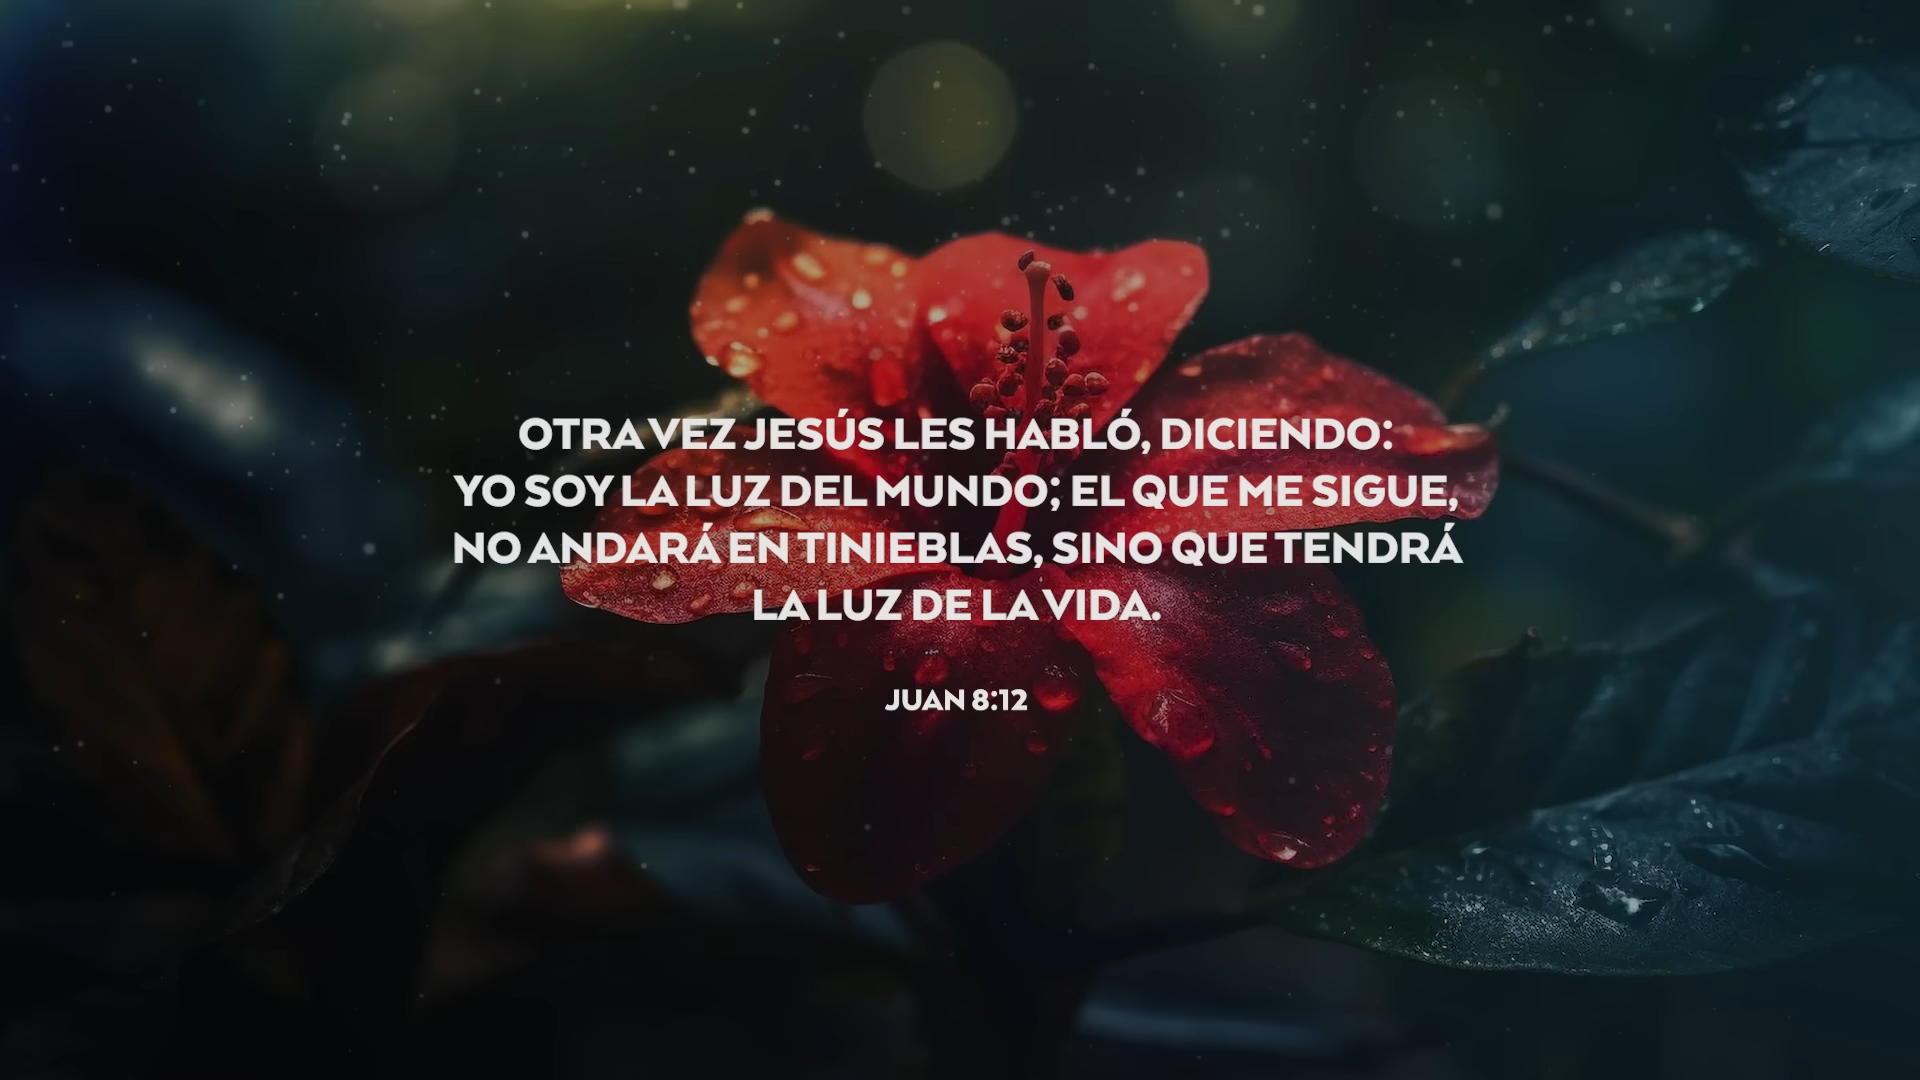 OTRA VEZ JESÚS LES HABLÓ, DICIENDO:
YO SOY LA LUZ DEL MUNDO; EL QUE ME SIGUE,
NO ANDARÁ EN TINIEBLAS, SINO QUE TENDRÁ
LA LUZ DE LA VIDA.
JUAN 8:12